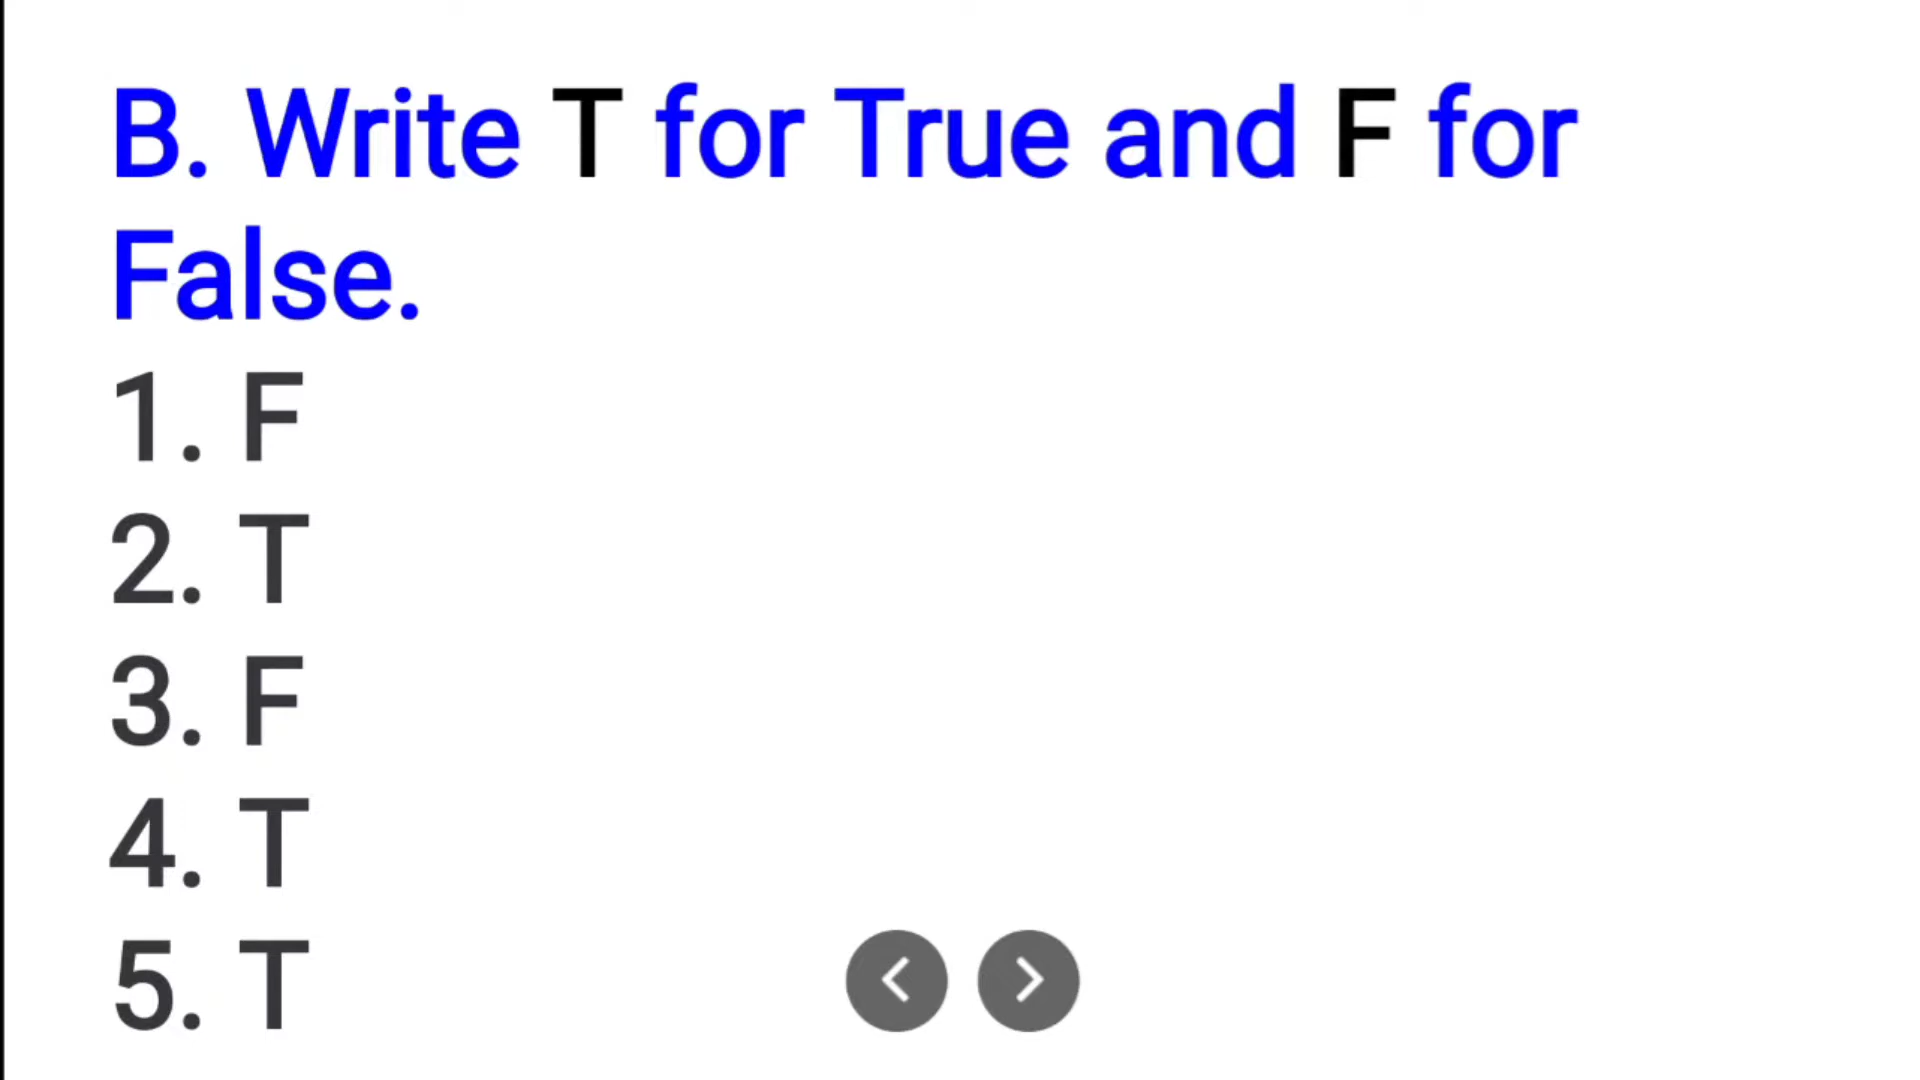 B. Write T for True and F for
False.
1. F
2. T
3. F
4. T
5. T